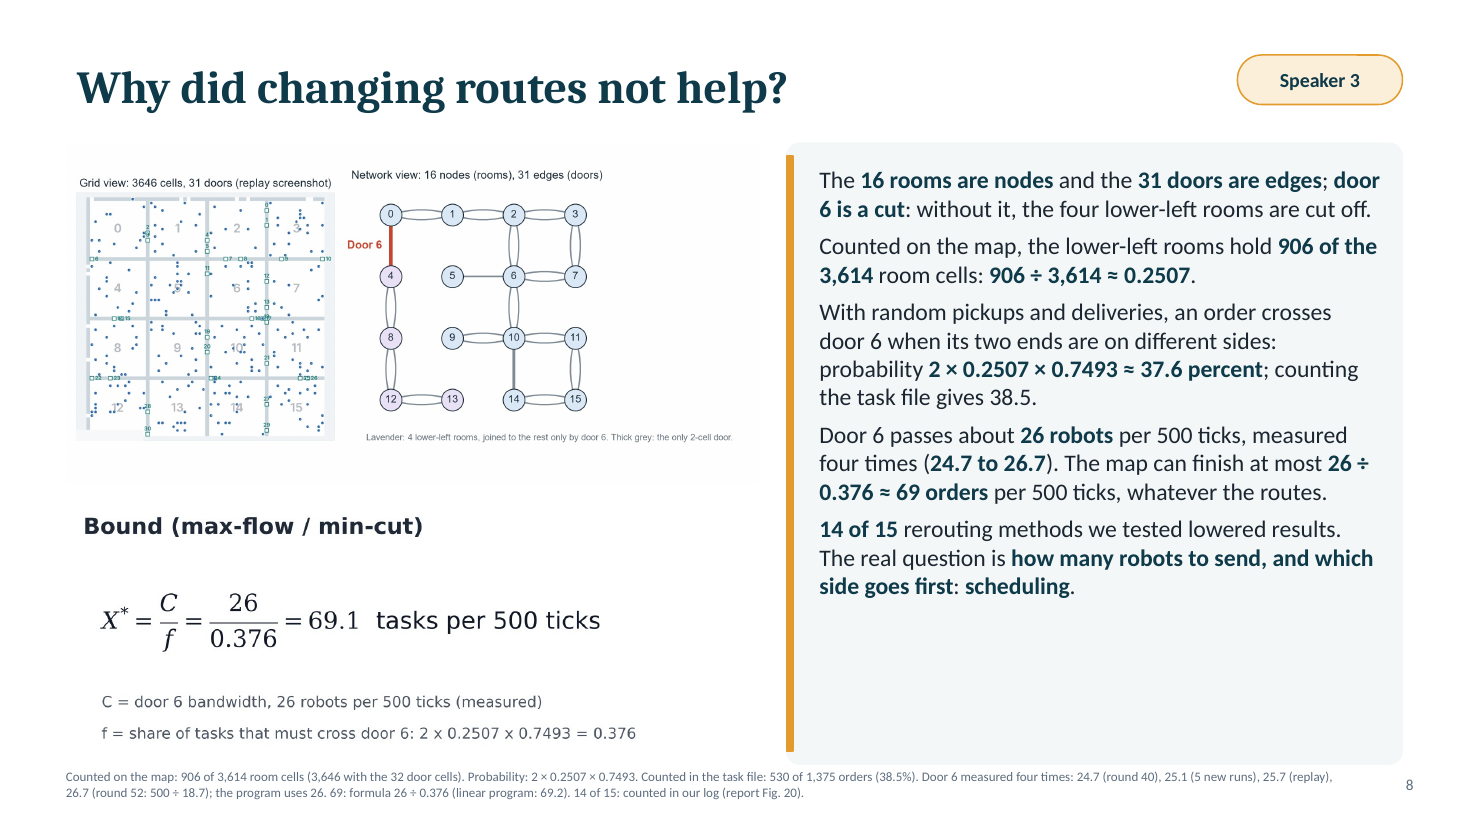 Why did changing routes not help?
Speaker 3
Grid view: 3646 cells, 31 doors (replay screenshot)
0 1 2 3
4 5 6 7
8 9 10 11
12 13 14 15
Network view: 16 nodes (rooms), 31 edges (doors)
0 1 2 3
Door 6
4 5 6 7
8 9 10 11
12 13 14 15
Lavender: 4 lower-left rooms, joined to the rest only by door 6. Thick grey: the only 2-cell door.
Bound (max-flow / min-cut)
X* = C/f = 26/0.376 = 69.1 tasks per 500 ticks
C = door 6 bandwidth, 26 robots per 500 ticks (measured)
f = share of tasks that must cross door 6: 2 x 0.2507 x 0.7493 = 0.376
The 16 rooms are nodes and the 31 doors are edges; door
6 is a cut: without it, the four lower-left rooms are cut off.
Counted on the map, the lower-left rooms hold 906 of the
3,614 room cells: 906 ÷ 3,614 ≈ 0.2507.
With random pickups and deliveries, an order crosses
door 6 when its two ends are on different sides:
probability 2 × 0.2507 × 0.7493 ≈ 37.6 percent; counting
the task file gives 38.5.
Door 6 passes about 26 robots per 500 ticks, measured
four times (24.7 to 26.7). The map can finish at most 26 ÷
0.376 ≈ 69 orders per 500 ticks, whatever the routes.
14 of 15 rerouting methods we tested lowered results.
The real question is how many robots to send, and which
side goes first: scheduling.
Counted on the map: 906 of 3,614 room cells (3,646 with the 32 door cells). Probability: 2 × 0.2507 × 0.7493. Counted in the task file: 530 of 1,375 orders (38.5%). Door 6 measured four times: 24.7 (round 40), 25.1 (5 new runs), 25.7 (replay),
26.7 (round 52: 500 ÷ 18.7); the program uses 26. 69: formula 26 ÷ 0.376 (linear program: 69.2). 14 of 15: counted in our log (report Fig. 20).
8